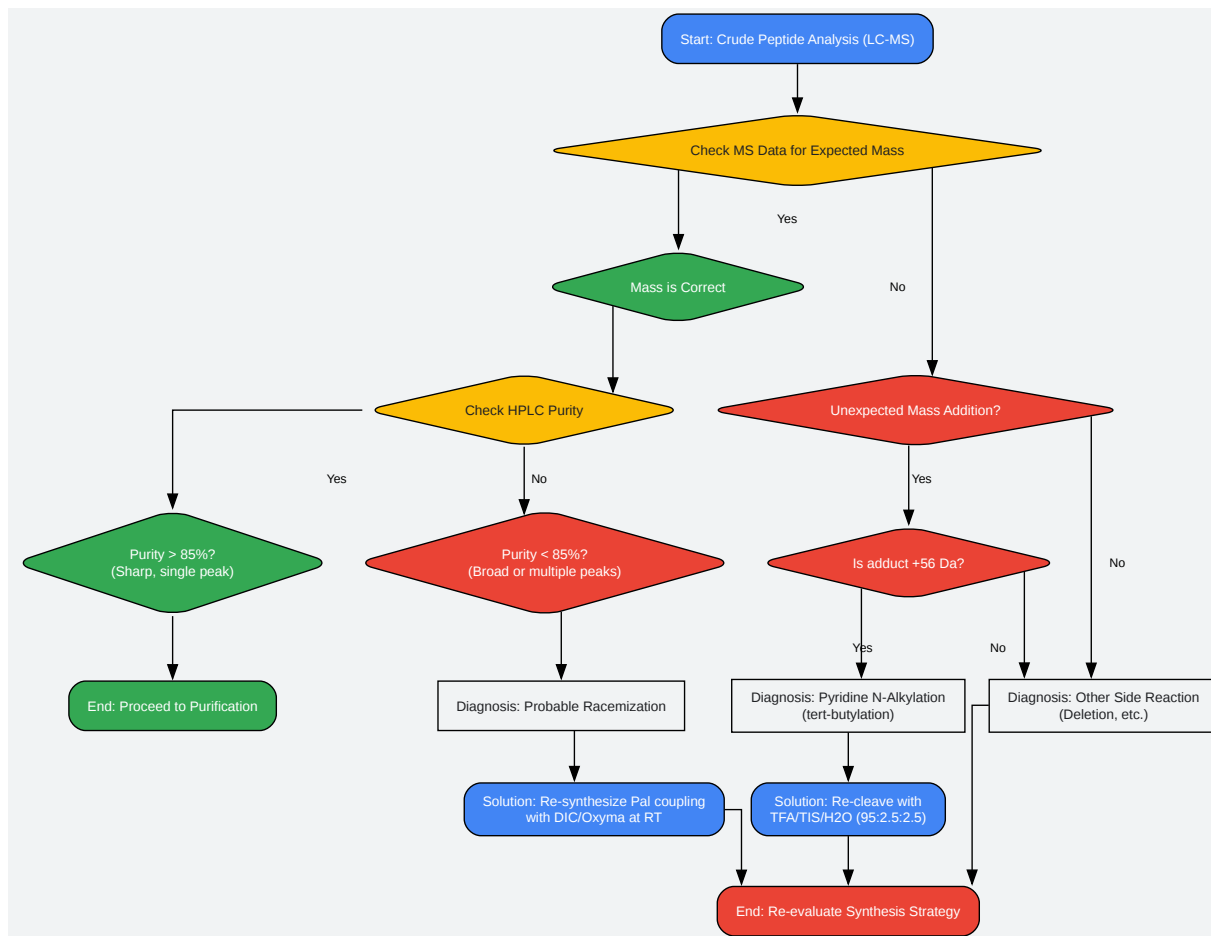 Start: Crude Peptide Analysis (LC-MS)
Check MS Data for Expected Mass
Yes
Mass is Correct
No
Check HPLC Purity
Unexpected Mass Addition?
Yes
No
Yes
Purity > 85%?
(Sharp, single peak)
Purity < 85%?
(Broad or multiple peaks)
Is adduct +56 Da?
No
Yes
No
End: Proceed to Purification
Diagnosis: Probable Racemization
Diagnosis: Pyridine N-Alkylation
(tert-butylation)
Diagnosis: Other Side Reaction
(Deletion, etc.)
Solution: Re-synthesize Pal coupling
with DIC/Oxyma at RT
Solution: Re-cleave with
TFA/TIS/H2O (95:2.5:2.5)
End: Re-evaluate Synthesis Strategy